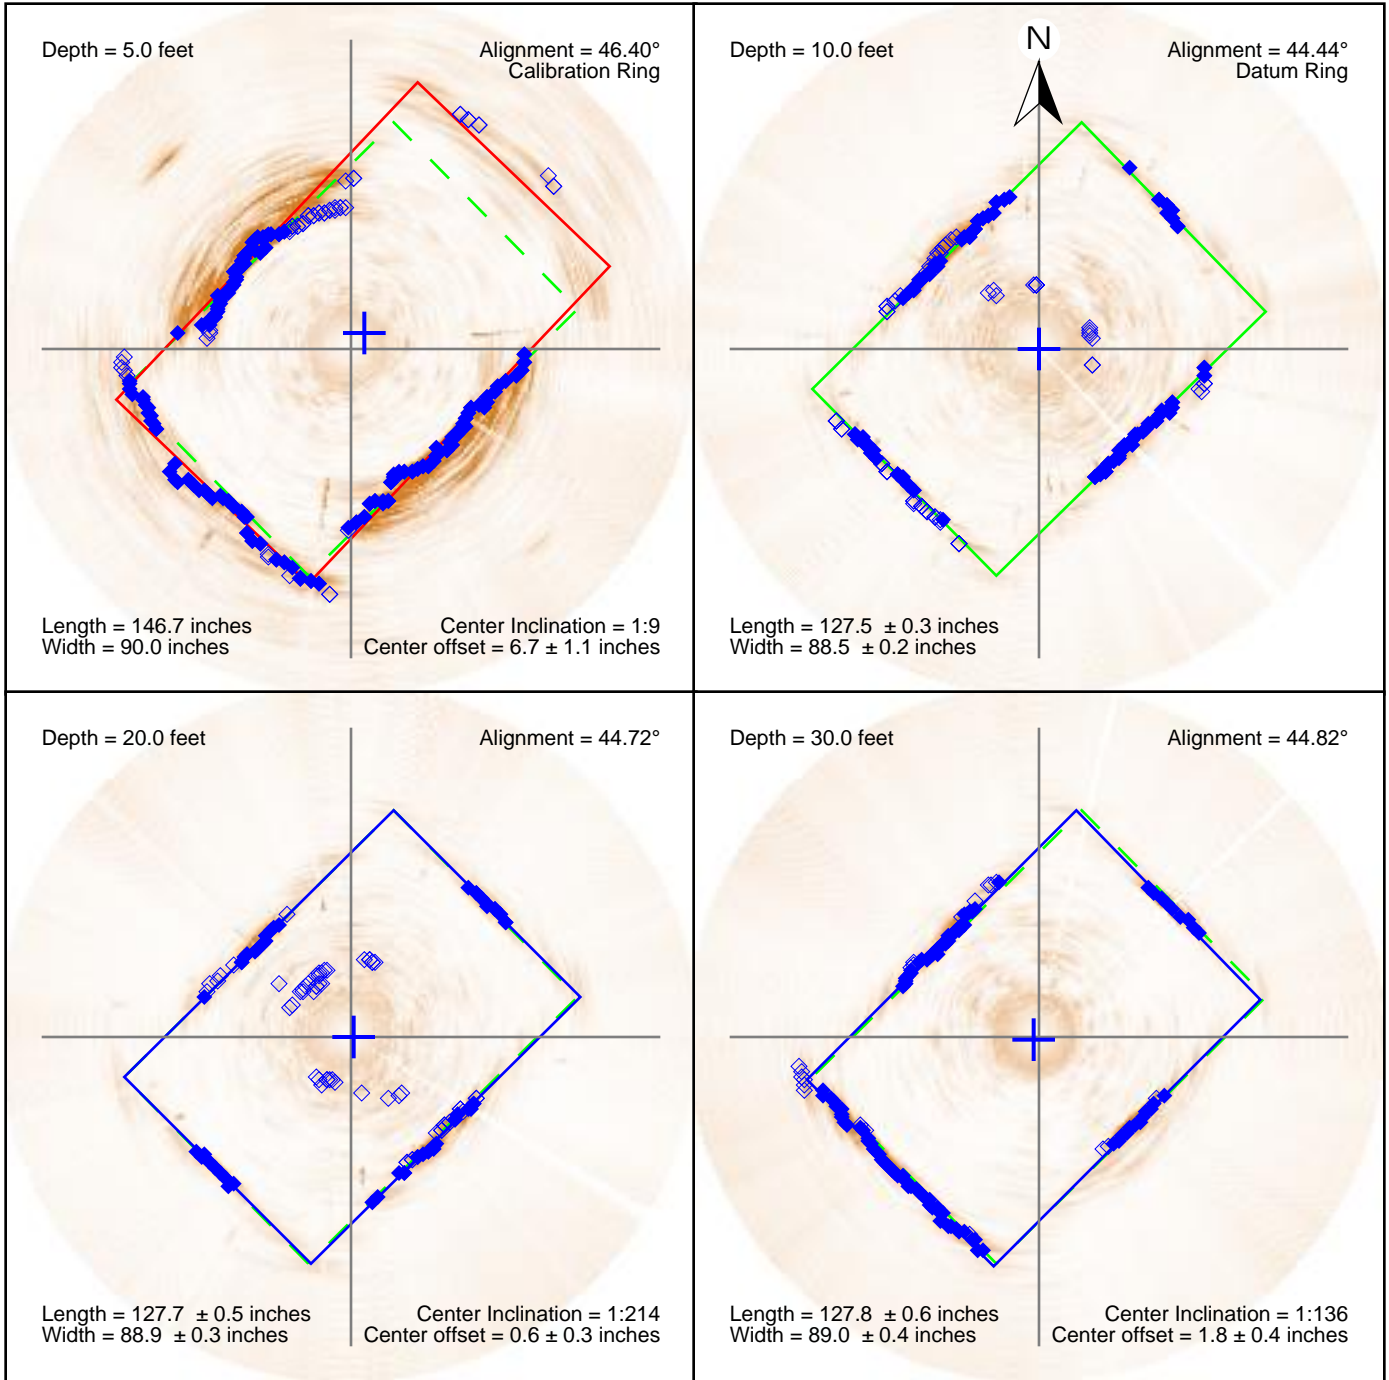 Depth = 5.0 feet
Alignment = 46.40°
Calibration Ring
Length = 146.7 inches
Width = 90.0 inches
Center Inclination = 1:9
Center offset = 6.7 ± 1.1 inches
Depth = 10.0 feet
N
Alignment = 44.44°
Datum Ring
Length = 127.5 ± 0.3 inches
Width = 88.5 ± 0.2 inches
Depth = 20.0 feet
Alignment = 44.72°
Length = 127.7 ± 0.5 inches
Width = 88.9 ± 0.3 inches
Center Inclination = 1:214
Center offset = 0.6 ± 0.3 inches
Depth = 30.0 feet
Alignment = 44.82°
Length = 127.8 ± 0.6 inches
Width = 89.0 ± 0.4 inches
Center Inclination = 1:136
Center offset = 1.8 ± 0.4 inches